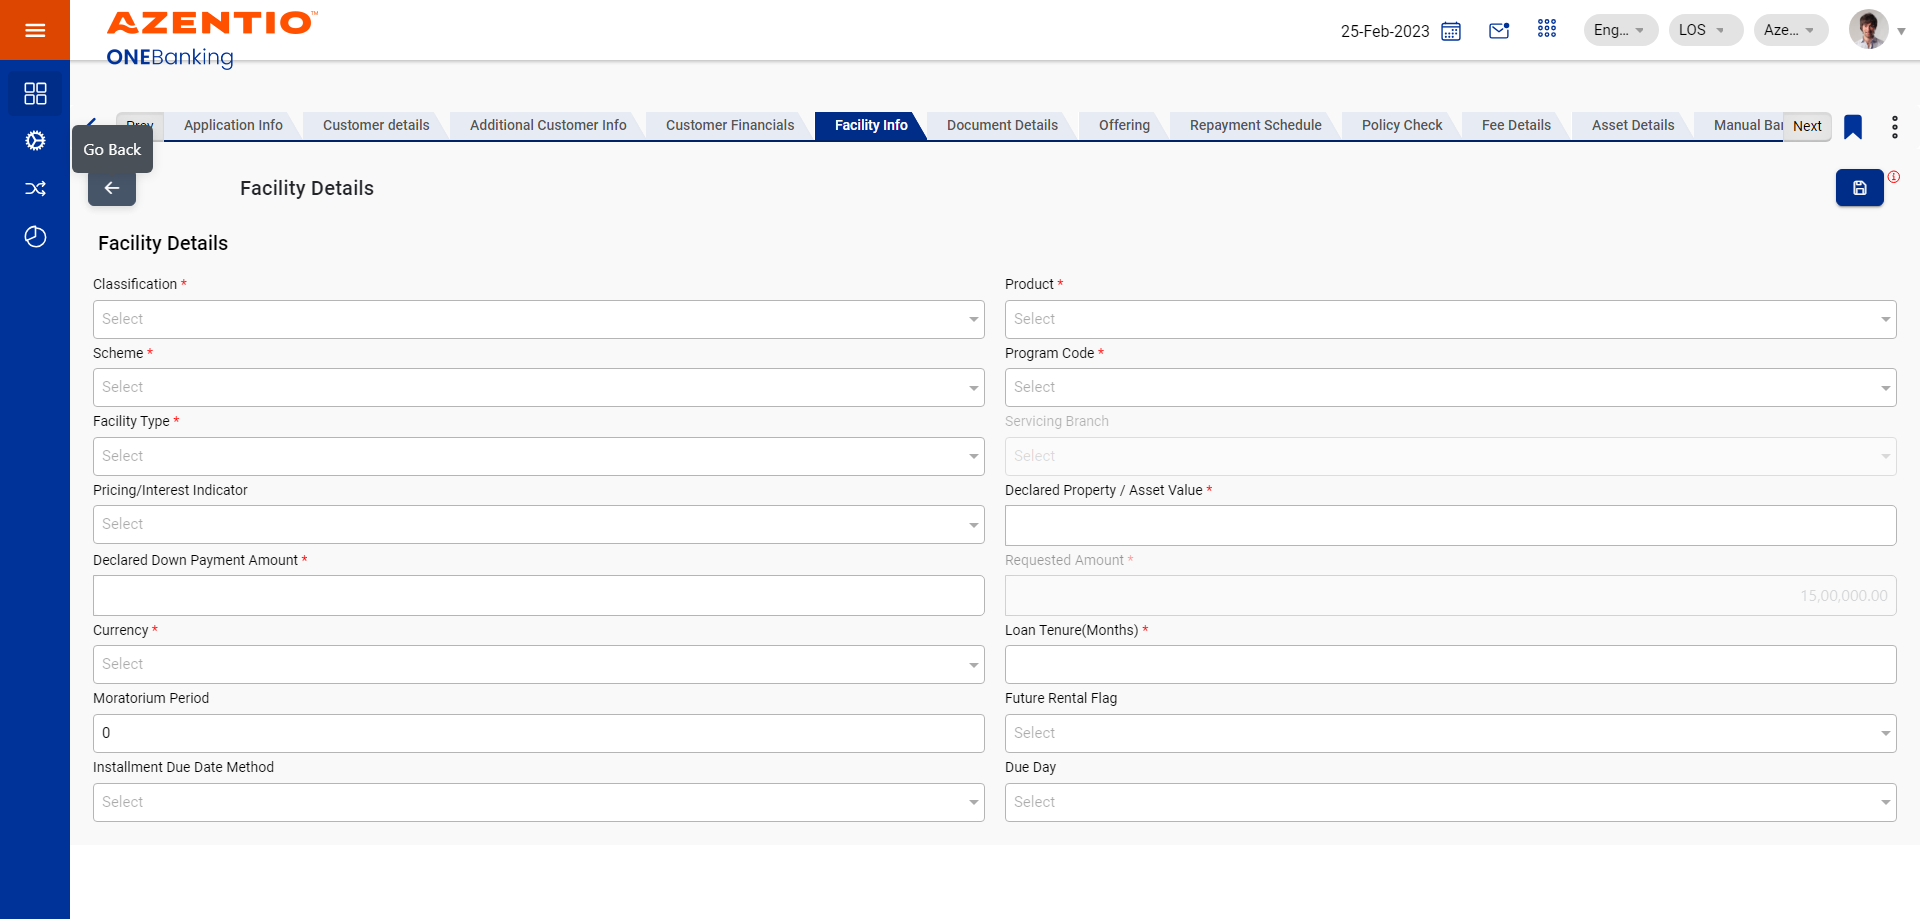 AZENTIO™
ONEBanking
25-Feb-2023
Eng...
LOS
Aze...
Prev
Application Info
Customer details
Additional Customer Info
Customer Financials
Facility Info
Document Details
Offering
Repayment Schedule
Policy Check
Fee Details
Asset Details
Manual Ban
Next
Go Back
Facility Details
Facility Details
Classification *
Select
Product *
Select
Scheme *
Select
Program Code *
Select
Facility Type *
Select
Servicing Branch
Select
Pricing/Interest Indicator
Select
Declared Property / Asset Value *
Declared Down Payment Amount *
Requested Amount *
15,00,000.00
Currency *
Select
Loan Tenure(Months) *
Moratorium Period
0
Future Rental Flag
Select
Installment Due Date Method
Select
Due Day
Select